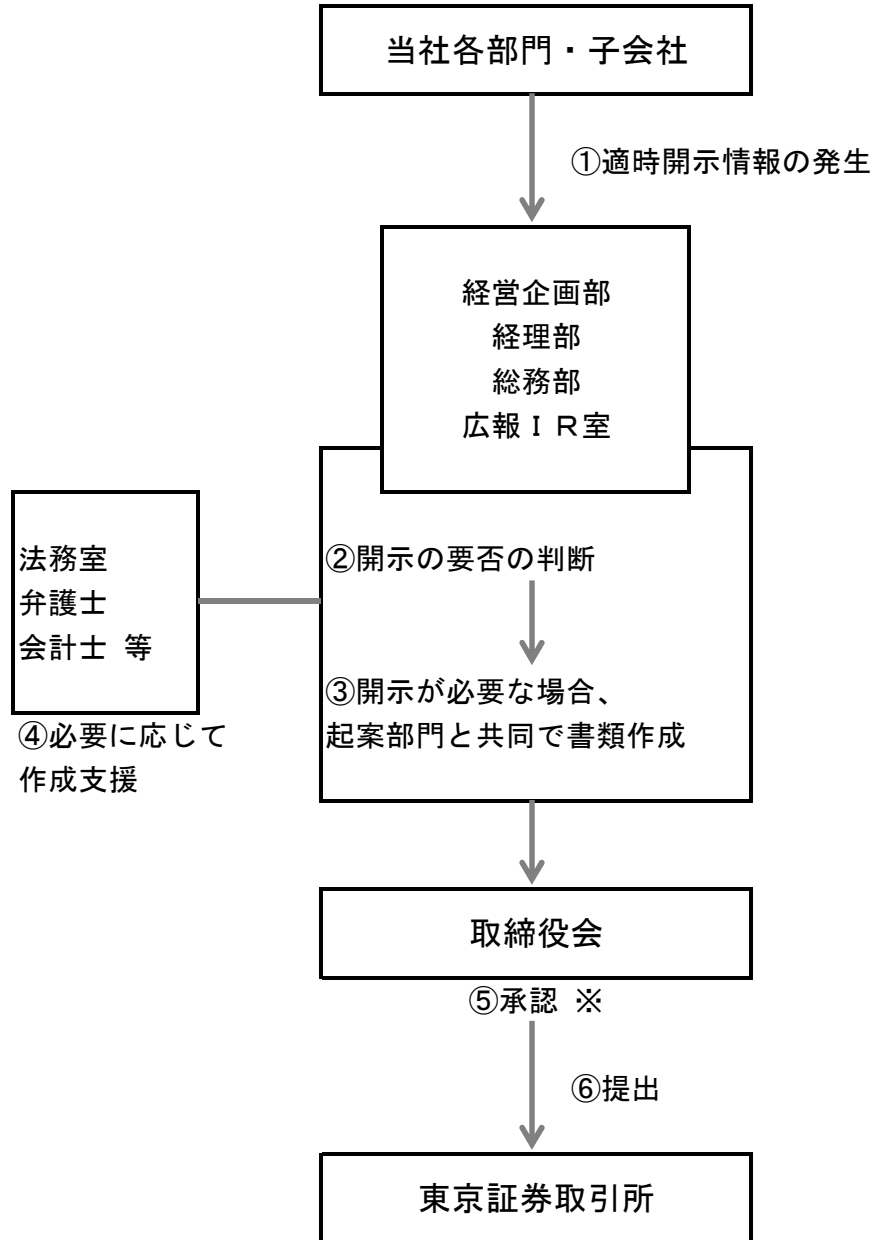 当社各部門・子会社
①適時開示情報の発生
経営企画部
経理部
総務部
広報ＩＲ室
法務室
弁護士
会計士 等
④必要に応じて
作成支援
②開示の要否の判断
③開示が必要な場合、
起案部門と共同で書類作成
取締役会
⑤承認 ※
⑥提出
東京証券取引所